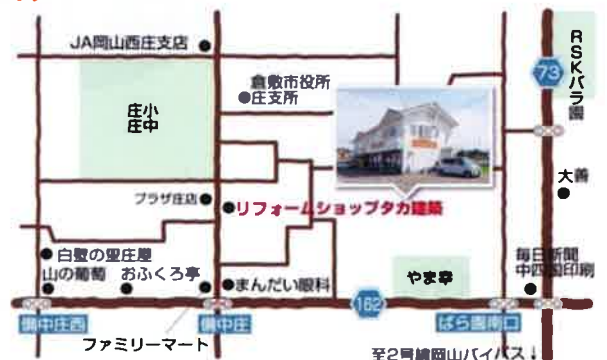 JA岡山西庄支店
RSKバラ園
73
倉敷市役所
庄支所
庄小
庄中
大善
プラザ庄店
リフォームショップタカ建築
白壁の里庄屋
毎日新聞
中四国印刷
山の葡萄
おふくろ亭
まんだい眼科
やま幸
162
備中庄西
備中庄
ばら園南口
ファミリーマート
至2号線岡山バイパス↓